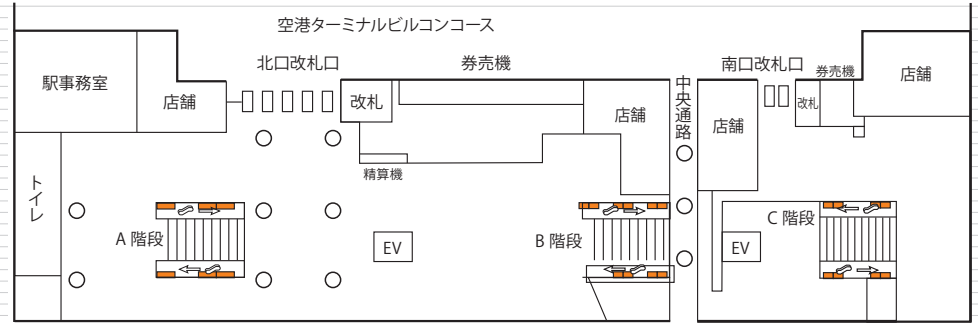 空港ターミナルビルコンコース
駅事務室
店舗
北口改札口
改札
券売機
精算機
店舗
中央通路
店舗
南口改札口
券売機
改札
店舗
トイレ
A 階段
EV
B 階段
EV
C 階段